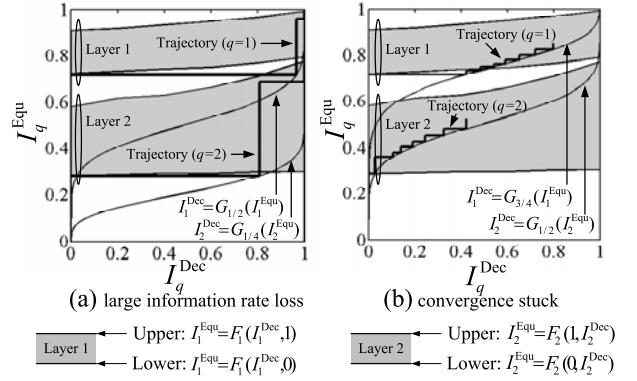 1
0.8
0.6
0.4
0.2
0
I_q^Equ
Layer 1
Trajectory (q=1)
Layer 2
Trajectory (q=2)
I_1^Dec=G_{1/2}(I_1^Equ)
I_2^Dec=G_{1/4}(I_2^Equ)
0 0.2 0.4 0.6 0.8 1
I_q^Dec
(a) large information rate loss
1
0.8
0.6
0.4
0.2
0
I_q^Equ
Layer 1
Trajectory (q=1)
Layer 2
Trajectory (q=2)
I_1^Dec=G_{3/4}(I_1^Equ)
I_2^Dec=G_{1/2}(I_2^Equ)
0 0.2 0.4 0.6 0.8 1
I_q^Dec
(b) convergence stuck
Layer 1
Upper: I_1^Equ=F_1(I_1^Dec,1)
Lower: I_1^Equ=F_1(I_1^Dec,0)
Layer 2
Upper: I_2^Equ=F_2(1,I_2^Dec)
Lower: I_2^Equ=F_2(0,I_2^Dec)